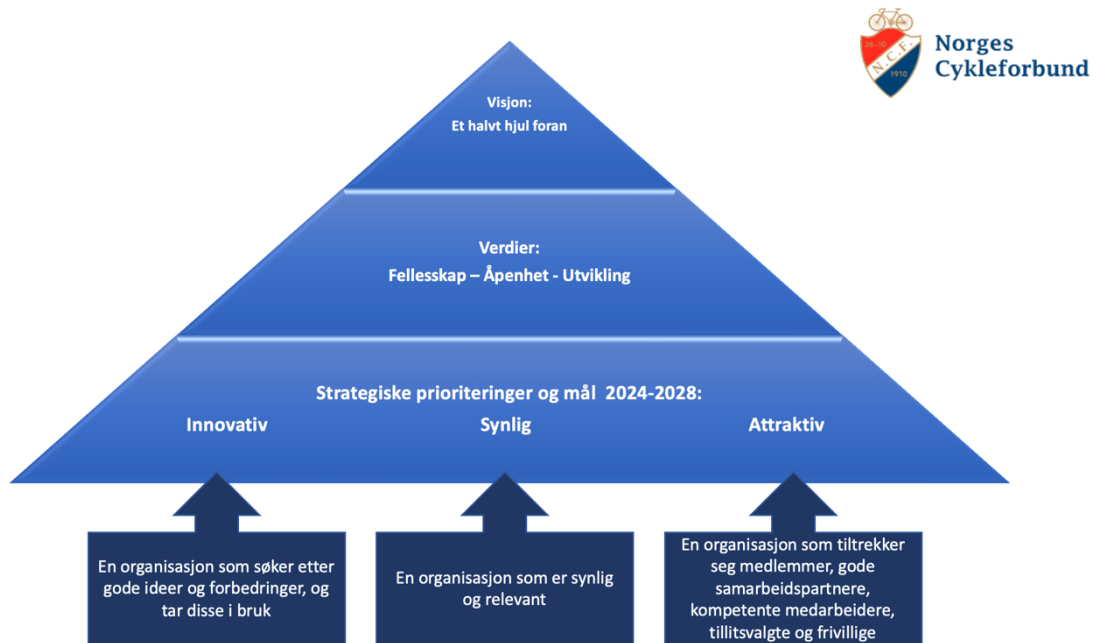 26-10
N.C.F.
1910
Norges
Cykleforbund
Visjon:
Et halvt hjul foran
Verdier:
Fellesskap – Åpenhet - Utvikling
Strategiske prioriteringer og mål 2024-2028:
Innovativ
Synlig
Attraktiv
En organisasjon som søker etter
gode ideer og forbedringer, og
tar disse i bruk
En organisasjon som er synlig
og relevant
En organisasjon som tiltrekker
seg medlemmer, gode
samarbeidspartnere,
kompetente medarbeidere,
tillitsvalgte og frivillige